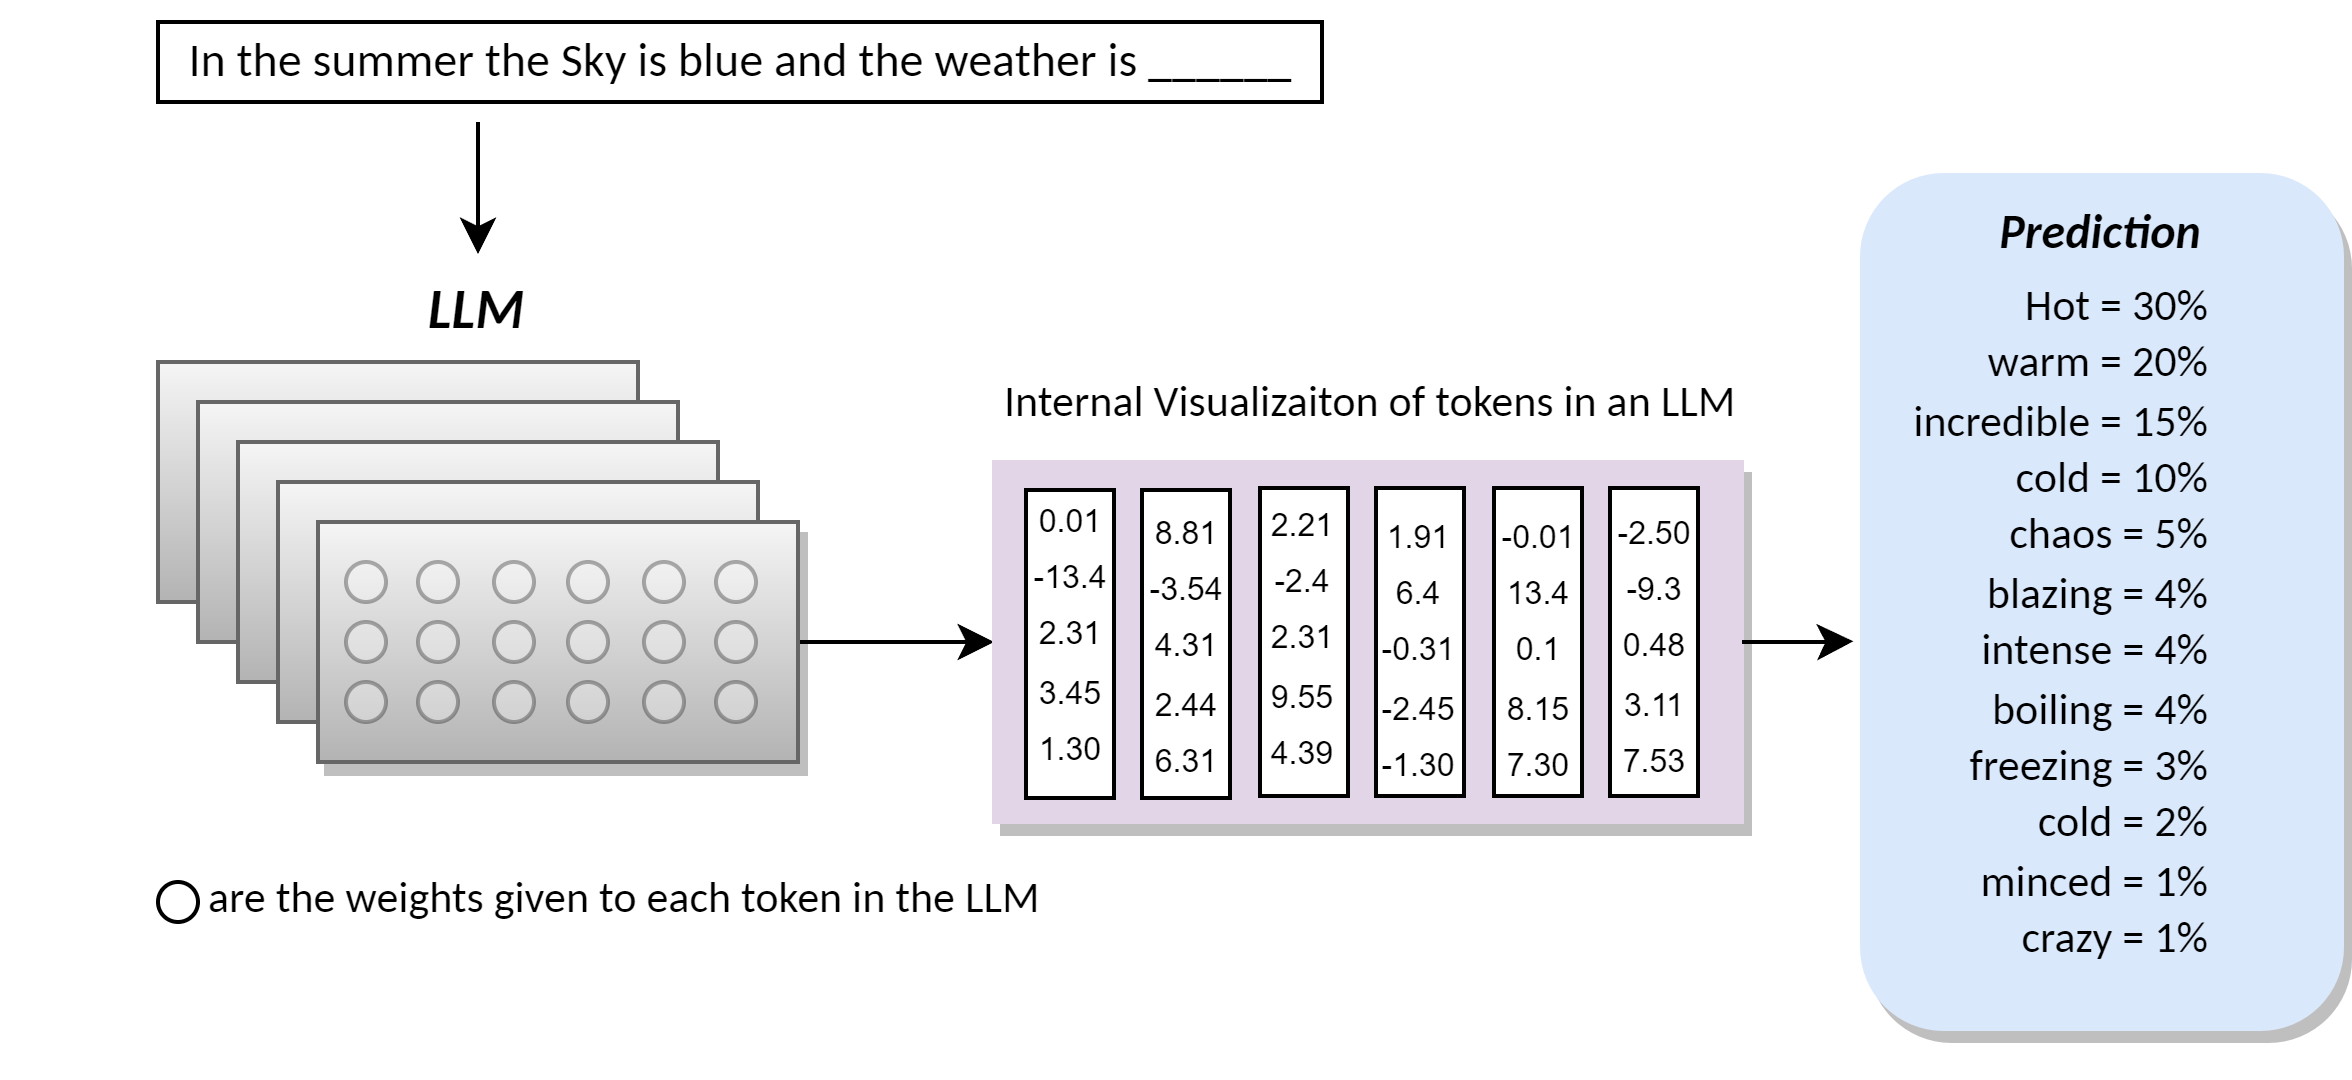 In the summer the Sky is blue and the weather is ______
LLM
Internal Visualizaiton of tokens in an LLM
0.01
-13.4
2.31
3.45
1.30
8.81
-3.54
4.31
2.44
6.31
2.21
-2.4
2.31
9.55
4.39
1.91
6.4
-0.31
-2.45
-1.30
-0.01
13.4
0.1
8.15
7.30
-2.50
-9.3
0.48
3.11
7.53
are the weights given to each token in the LLM
Prediction
Hot = 30%
warm = 20%
incredible = 15%
cold = 10%
chaos = 5%
blazing = 4%
intense = 4%
boiling = 4%
freezing = 3%
cold = 2%
minced = 1%
crazy = 1%